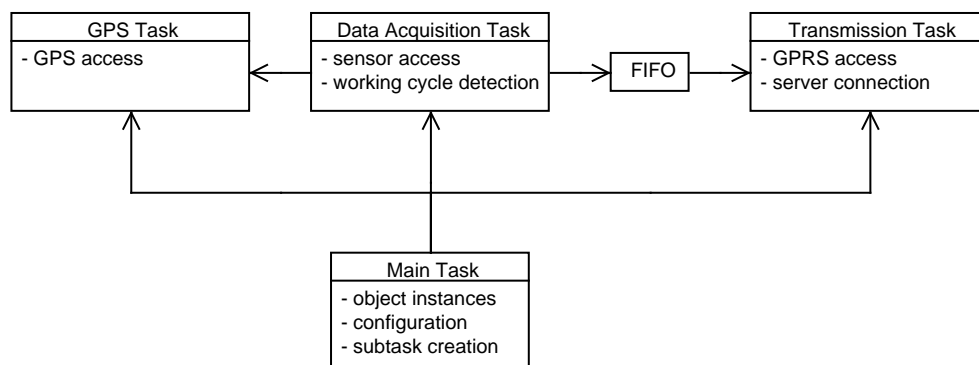 GPS Task
- GPS access
Data Acquisition Task
- sensor access
- working cycle detection
FIFO
Transmission Task
- GPRS access
- server connection
Main Task
- object instances
- configuration
- subtask creation